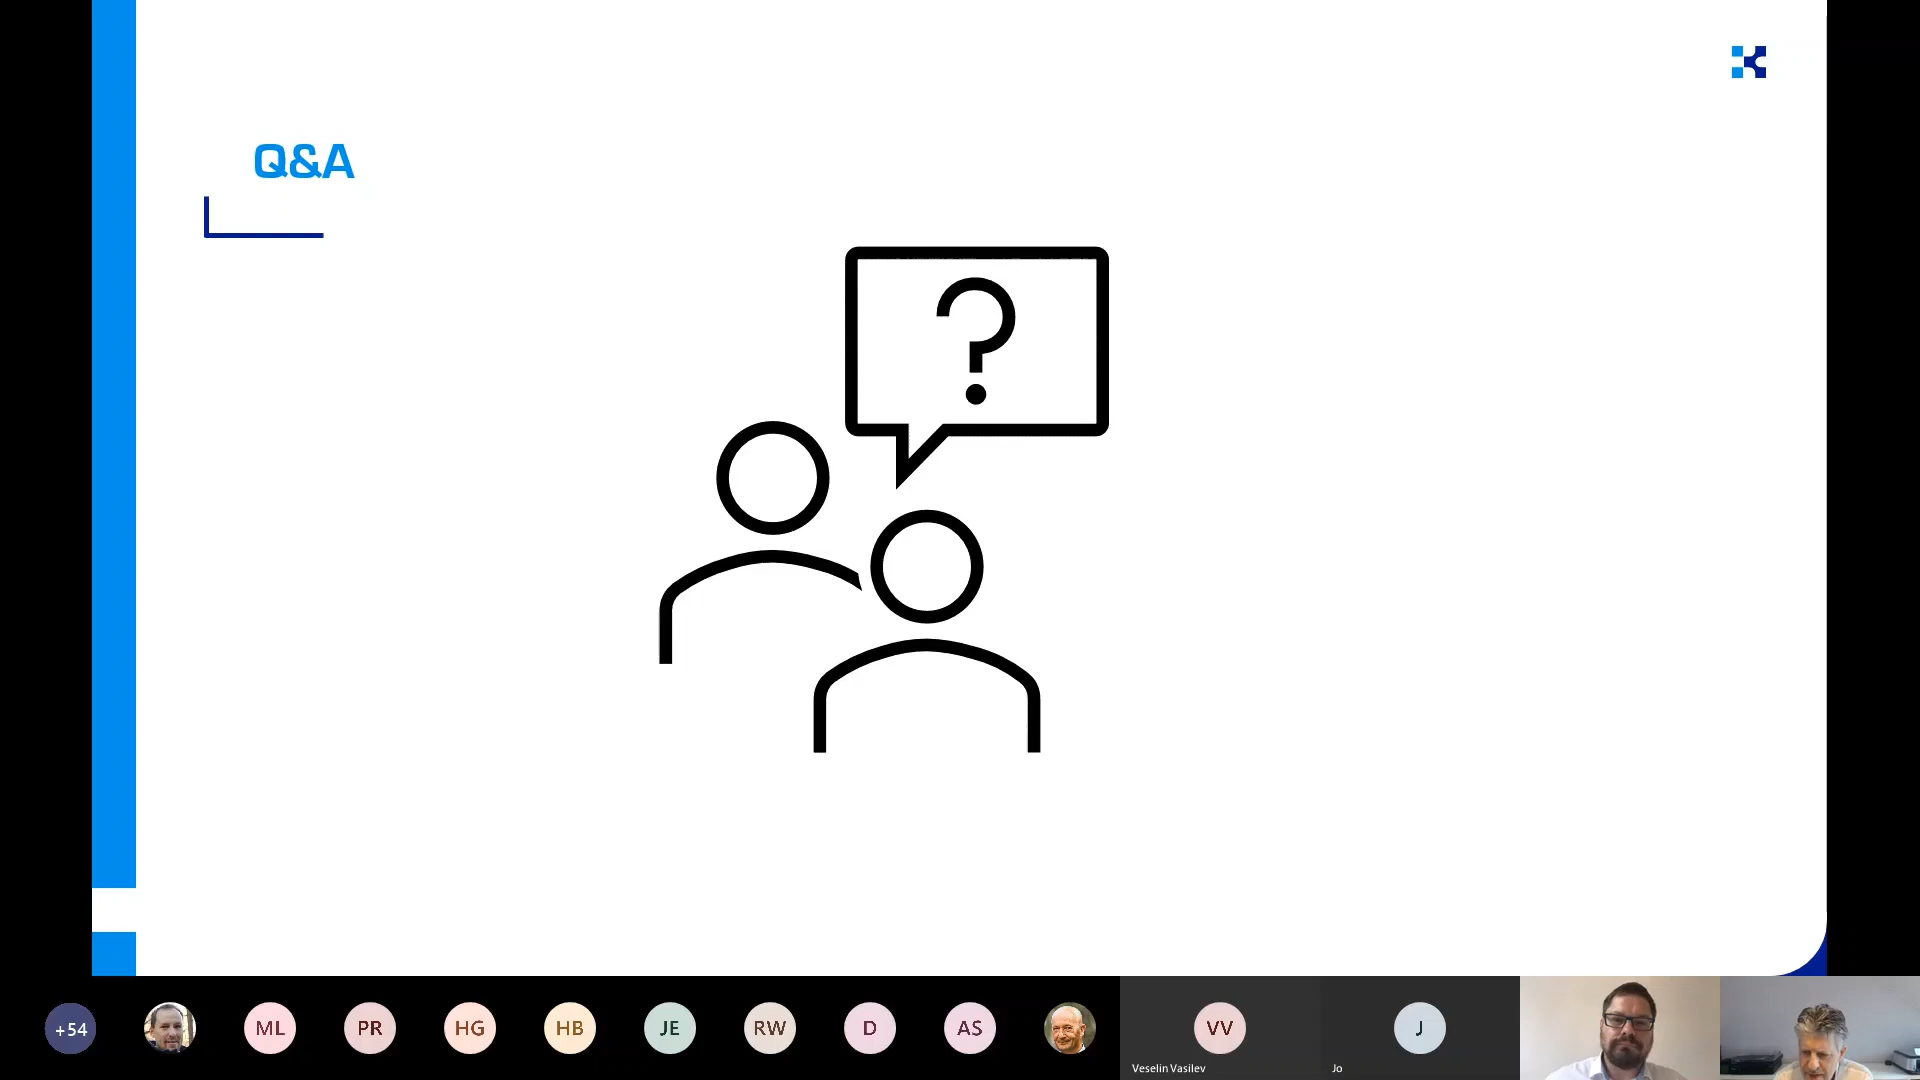 Q&A
?
+54
ML
PR
HG
HB
JE
RW
D
AS
VV
J
Veselin Vasilev
Jo